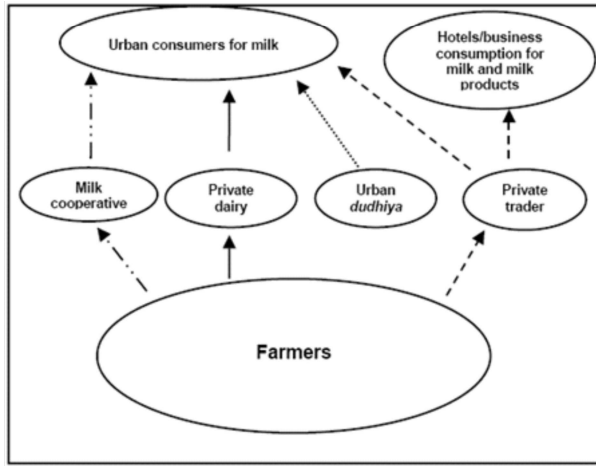 Urban consumers for milk
Hotels/business
consumption for
milk and milk
products
Milk
cooperative
Private
dairy
Urban
dudhiya
Private
trader
Farmers